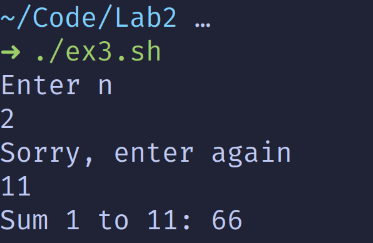 ~/Code/Lab2 …
➜ ./ex3.sh
Enter n
2
Sorry, enter again
11
Sum 1 to 11: 66